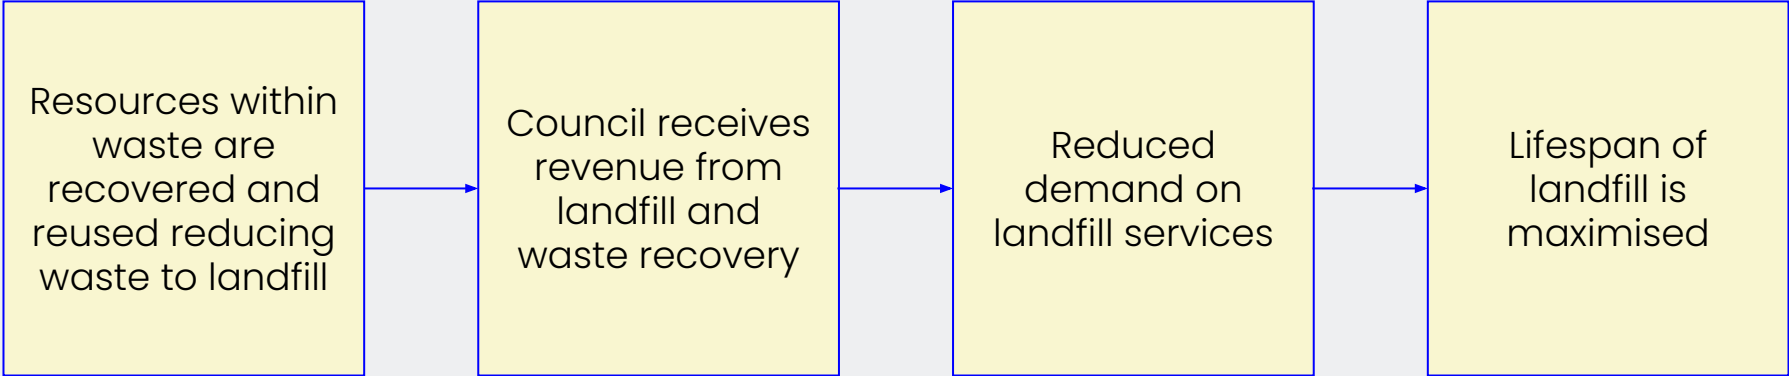 Resources within
waste are
recovered and
reused reducing
waste to landfill
Council receives
revenue from
landfill and
waste recovery
Reduced
demand on
landfill services
Lifespan of
landfill is
maximised